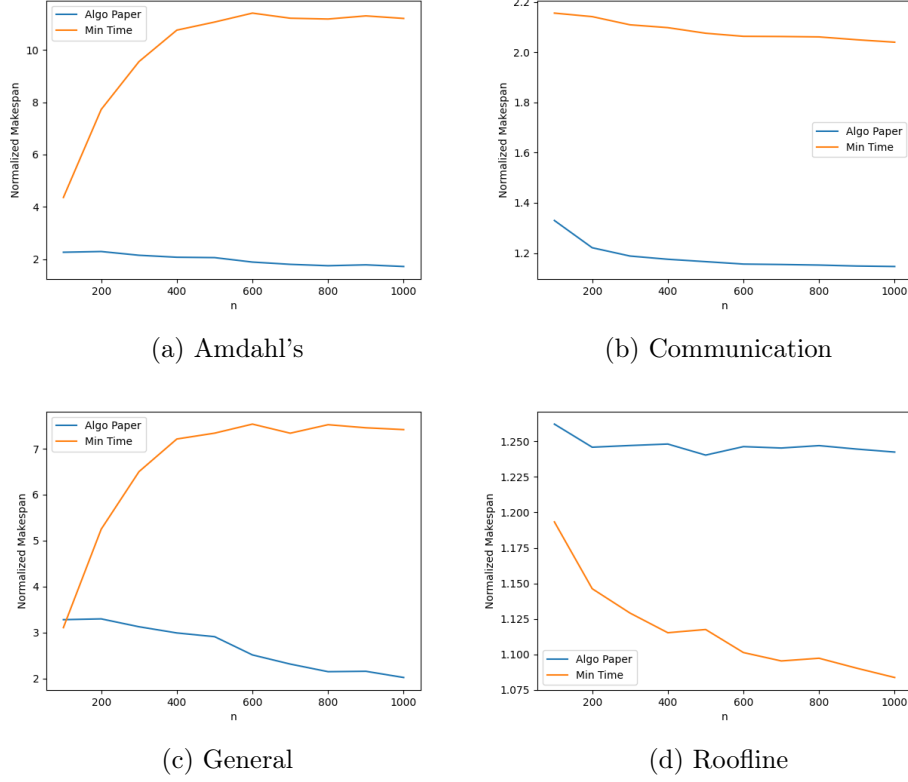 Algo Paper
Min Time
Normalized Makespan
10
8
6
4
2
200 400 600 800 1000
n
(a) Amdahl's
2.2
2.0
1.8
1.6
1.4
1.2
Normalized Makespan
Algo Paper
Min Time
200 400 600 800 1000
n
(b) Communication
Algo Paper
Min Time
Normalized Makespan
7
6
5
4
3
2
200 400 600 800 1000
n
(c) General
1.250
1.225
1.200
1.175
1.150
1.125
1.100
1.075
Normalized Makespan
Algo Paper
Min Time
200 400 600 800 1000
n
(d) Roofline